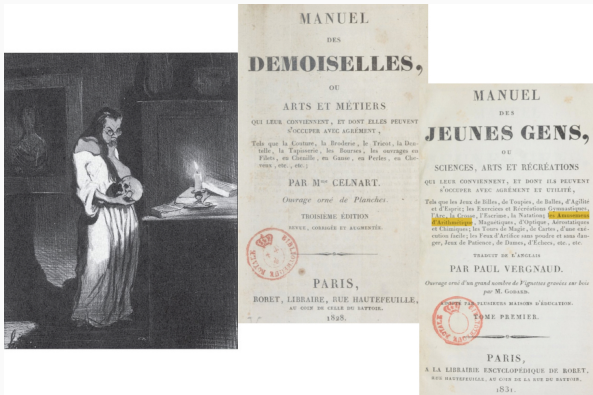 MANUEL
DES
DEMOISELLES,
OU
ARTS ET MÉTIERS
QUI LEUR CONVIENNENT, ET DONT ELLES PEUVENT
S'OCCUPER AVEC AGRÉMENT,
Tels que la Couture, la Broderie, le Tricot, la Den-
telle, la Tapisserie, les Bourses, les ouvrages en
Filets, en Chenille, en Ganse, en Perles, en Che-
veux, etc., etc.;
PAR Mme CELNART.
Ouvrage orné de Planches.
TROISIÈME ÉDITION
REVUE, CORRIGÉE ET AUGMENTÉE.
PARIS,
RORET, LIBRAIRE, RUE HAUTEFEUILLE,
AU COIN DE CELLE DU BATTOIR.
1828.
MANUEL
DES
JEUNES GENS,
OU
SCIENCES, ARTS ET RÉCRÉATIONS
QUI LEUR CONVIENNENT, ET DONT ILS PEUVENT
S'OCCUPER AVEC AGRÉMENT ET UTILITÉ,
Tels que les Jeux de Billes, de Toupies, de Balles, d'Agilité
et d'Esprit; les Exercices et Récréations Gymnastiques,
l'Arc, la Crosse, l'Escrime, la Natation; les Amusemens
d'Arithmétique, Magnétiques, d'Optique, Aérostatiques
et Chimiques; les Tours de Magie, de Cartes, d'une exé-
cution facile; les Feux d'Artifice sans poudre et sans dan-
ger, Jeux de Patience, de Dames, d'Échecs, etc., etc.
TRADUIT DE L'ANGLAIS
PAR PAUL VERGNAUD.
Ouvrage orné d'un grand nombre de Vignettes gravées sur bois
par M. GODARD.
PAR PLUSIEURS MAISONS D'ÉDUCATION.
TOME PREMIER.
PARIS,
A LA LIBRAIRIE ENCYCLOPÉDIQUE DE RORET,
RUE HAUTEFEUILLE, AU COIN DE LA RUE DU BATTOIR.
1831.